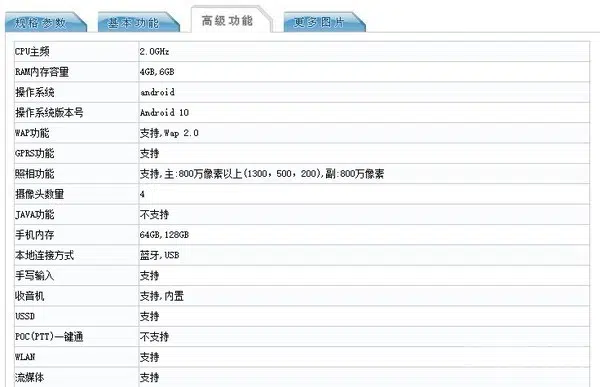 规格参数 基本功能 高级功能 更多图片
CPU主频 2.0GHz
RAM内存容量 4GB,6GB
操作系统 android
操作系统版本号 Android 10
WAP功能 支持,Wap 2.0
GPRS功能 支持
照相功能 支持,主:800万像素以上(1300，500，200),副:800万像素
摄像头数量 4
JAVA功能 不支持
手机内存 64GB,128GB
本地连接方式 蓝牙,USB
手写输入 支持
收音机 支持,内置
USSD 支持
POC(PTT)一键通 不支持
WLAN 支持
流媒体 支持